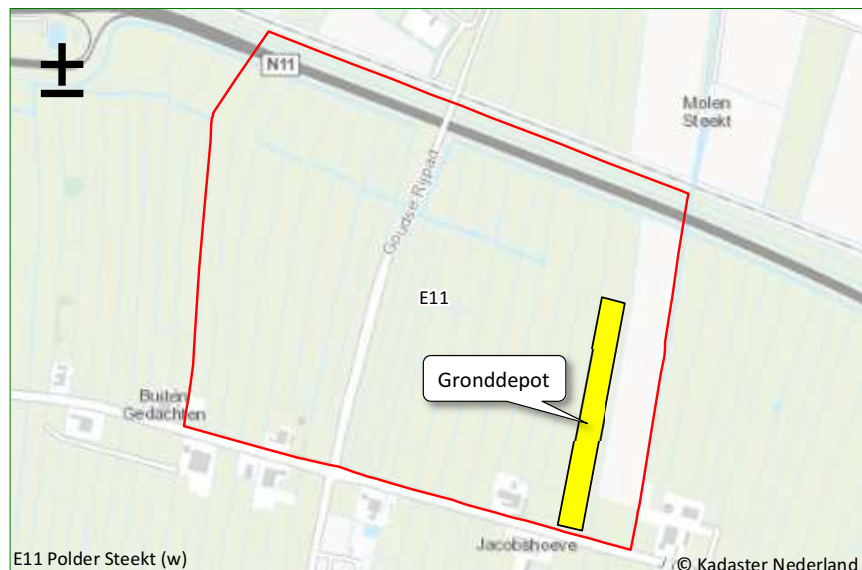 N11
Molen
Steekt
Goudse Rijpad
E11
Gronddepot
Buiten
Gedachten
Jacobshoeve
E11 Polder Steekt (w)
© Kadaster Nederland